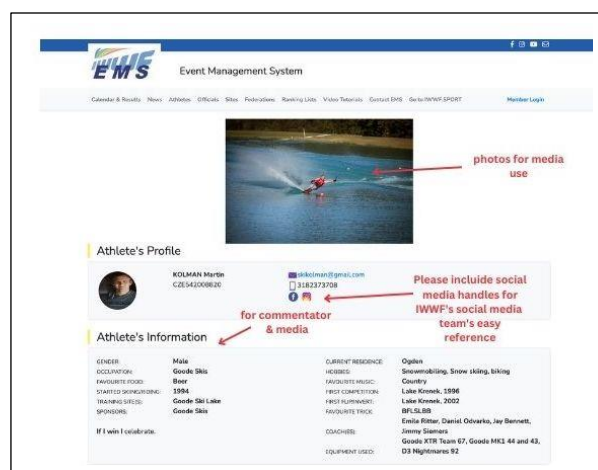 IWWF
EMS
Event Management System
Calendar & Results News Athletes Officials Sites Federations Ranking Lists Video Tutorials Contact EMS Go to IWWF.SPORT Member Login
photos for media
use
Athlete's Profile
KOLMAN Martin
CZE542008620
skikolman@gmail.com
3182373708
Please incluide social
media handles for
IWWF's social media
team's easy
reference
for commentator
& media
Athlete's Information
GENDER: Male
OCCUPATION: Goode Skis
FAVOURITE FOOD: Beer
STARTED SKIING/RIDING: 1994
TRAINING SITE(S): Goode Ski Lake
SPONSORS: Goode Skis
If I win I celebrate.
CURRENT RESIDENCE: Ogden
HOBBIES: Snowmobiling, Snow skiing, biking
FAVOURITE MUSIC: Country
FIRST COMPETITION: Lake Krenek, 1996
FIRST PLACEMENT: Lake Krenek, 2002
FAVOURITE TRICK: BFLSLBB
COACH(ES): Emile Ritter, Daniel Odvarko, Jay Bennett,
Jimmy Siemers
EQUIPMENT USED: Goode XTR Team 67, Goode MK1 44 and 43,
D3 Nightmares 92